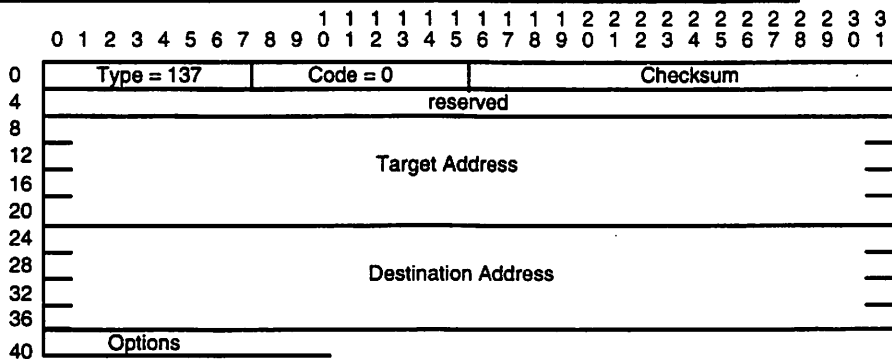 1 1 1 1 1 1 1 1 1 1 2 2 2 2 2 2 2 2 2 2 3 3
0 1 2 3 4 5 6 7 8 9 0 1 2 3 4 5 6 7 8 9 0 1 2 3 4 5 6 7 8 9 0 1
0 Type = 137 Code = 0 Checksum
4 reserved
8
12 Target Address
16
20
24
28 Destination Address
32
36
Options
40